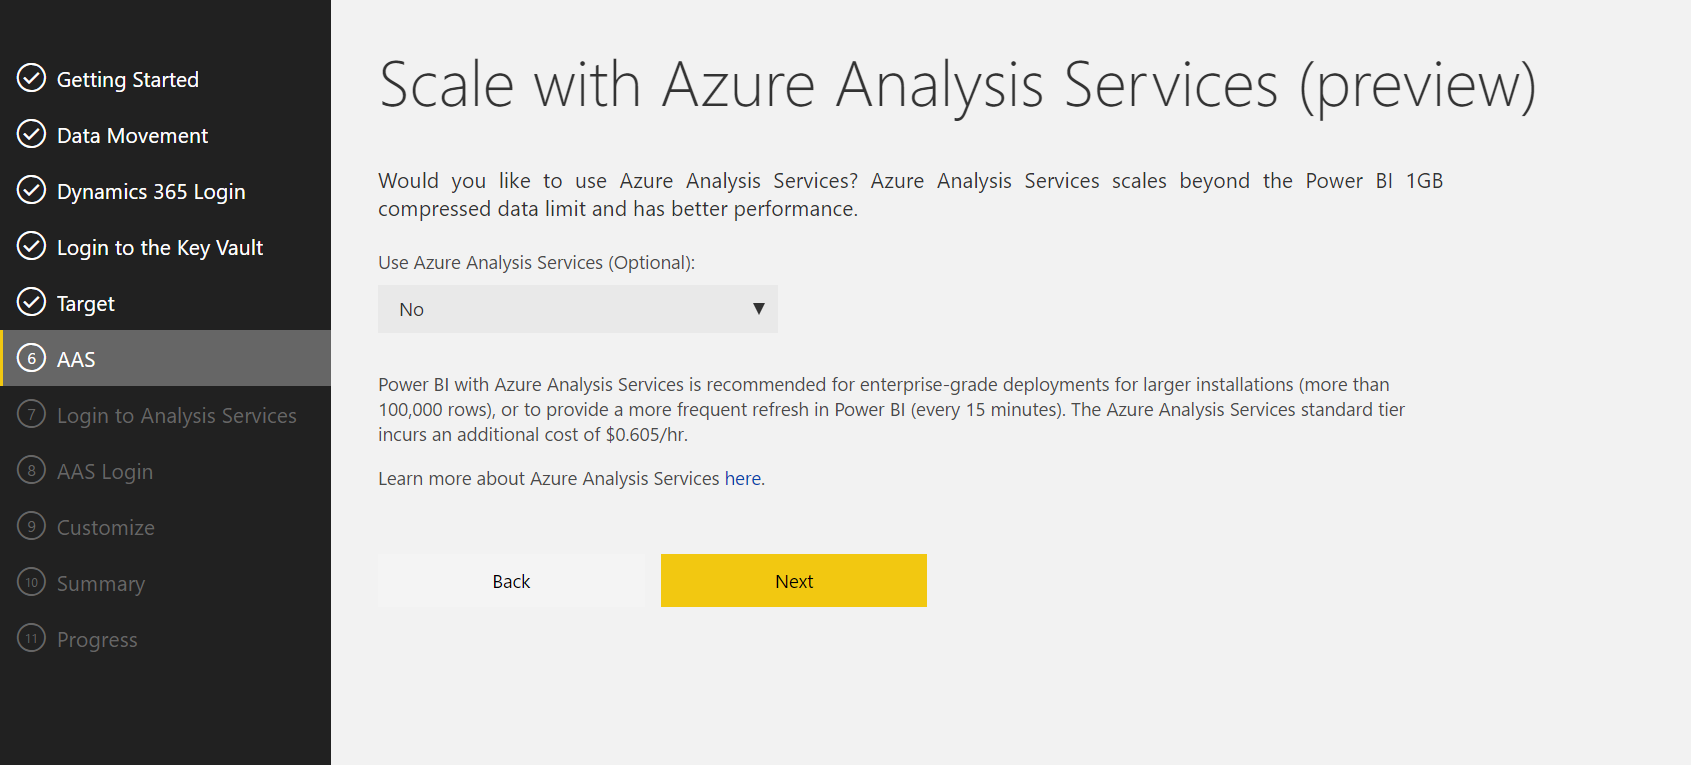 Getting Started
Data Movement
Dynamics 365 Login
Login to the Key Vault
Target
6 AAS
7 Login to Analysis Services
8 AAS Login
9 Customize
10 Summary
11 Progress
Scale with Azure Analysis Services (preview)
Would you like to use Azure Analysis Services? Azure Analysis Services scales beyond the Power BI 1GB
compressed data limit and has better performance.
Use Azure Analysis Services (Optional):
No
Power BI with Azure Analysis Services is recommended for enterprise-grade deployments for larger installations (more than
100,000 rows), or to provide a more frequent refresh in Power BI (every 15 minutes). The Azure Analysis Services standard tier
incurs an additional cost of $0.605/hr.
Learn more about Azure Analysis Services here.
Back
Next